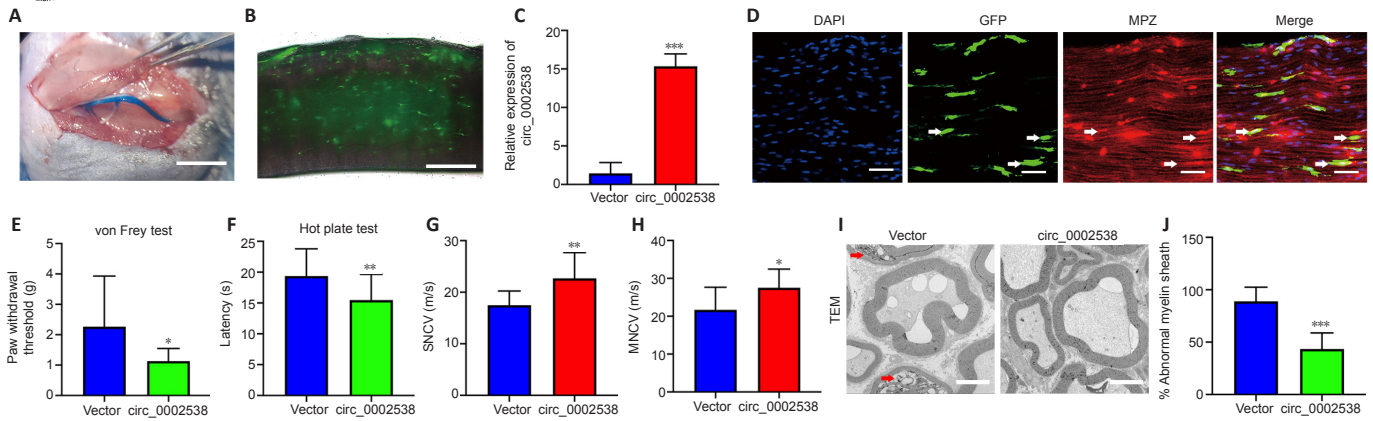 A
B
C
Relative expression of
circ_0002538
20
15
10
5
0
***
Vector circ_0002538
D
DAPI GFP MPZ Merge
E
von Frey test
Paw withdrawal
threshold (g)
5
4
3
2
1
0
*
Vector circ_0002538
F
Hot plate test
Latency (s)
25
20
15
10
5
0
**
Vector circ_0002538
G
SNCV (m/s)
30
20
10
0
**
Vector circ_0002538
H
MNCV (m/s)
40
30
20
10
0
*
Vector circ_0002538
I
Vector circ_0002538
TEM
J
% Abnormal myelin sheath
150
100
50
0
***
Vector circ_0002538